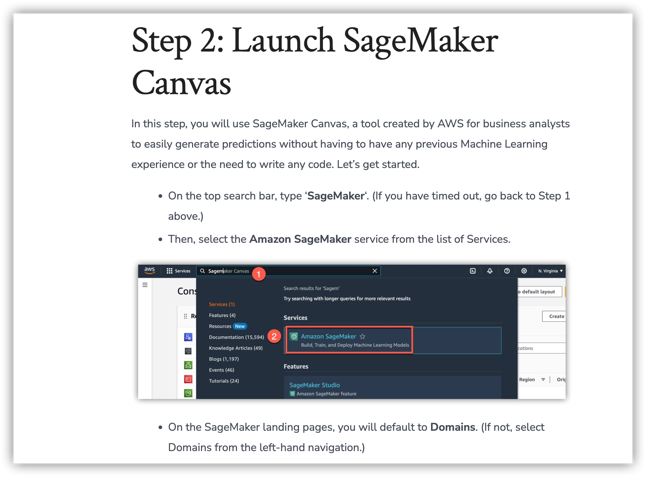 Step 2: Launch SageMaker
Canvas
In this step, you will use SageMaker Canvas, a tool created by AWS for business analysts
to easily generate predictions without having to have any previous Machine Learning
experience or the need to write any code. Let’s get started.
• On the top search bar, type ‘SageMaker‘. (If you have timed out, go back to Step 1
above.)
• Then, select the Amazon SageMaker service from the list of Services.
aws Services Sagemaker Canvas 1 N. Virginia
Cons
Search results for 'Sagem'
Try searching with longer queries for more relevant results
o default layout
Services (1)
Features (4)
Resources New
Documentation (15,594)
Knowledge Articles (49)
Blogs (1,197)
Events (46)
Tutorials (24)
Services
2
Amazon SageMaker
Build, Train, and Deploy Machine Learning Models
Features
SageMaker Studio
Amazon SageMaker feature
Create
cations
Region
• On the SageMaker landing pages, you will default to Domains. (If not, select
Domains from the left-hand navigation.)